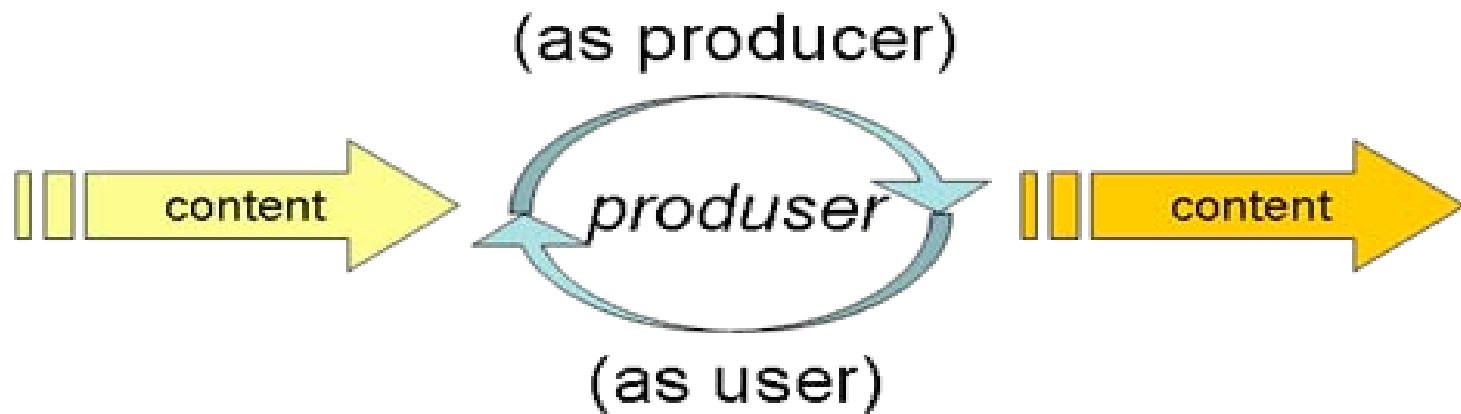 (as producer)
content
produser
content
(as user)